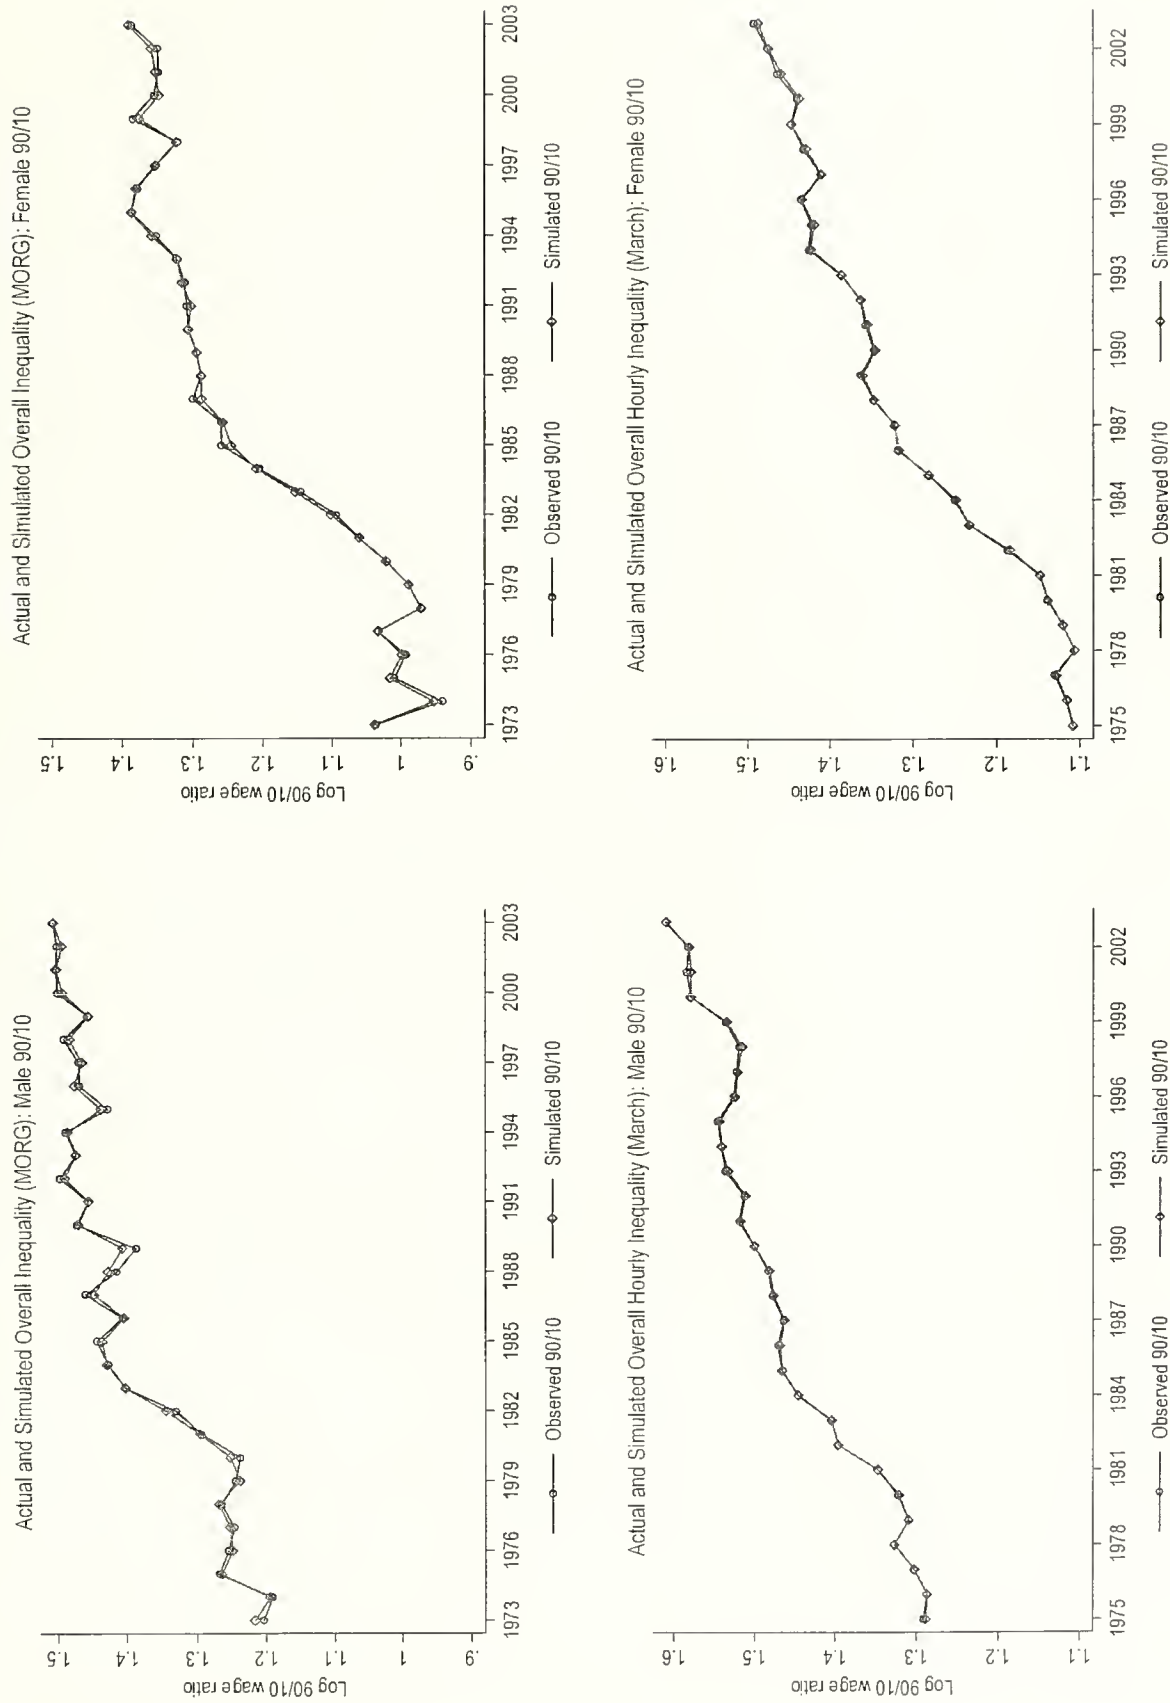 Actual and Simulated Overall Inequality (MORG): Male 90/10
Log 90/10 wage ratio
1.5
1.4
1.3
1.2
1.1
1
.9
1973 1976 1979 1982 1985 1988 1991 1994 1997 2000 2003
Observed 90/10 Simulated 90/10
Actual and Simulated Overall Inequality (MORG): Female 90/10
Log 90/10 wage ratio
1.5
1.4
1.3
1.2
1.1
1
.9
1973 1976 1979 1982 1985 1988 1991 1994 1997 2000 2003
Observed 90/10 Simulated 90/10
Actual and Simulated Overall Hourly Inequality (March): Male 90/10
Log 90/10 wage ratio
1.6
1.5
1.4
1.3
1.2
1.1
1975 1978 1981 1984 1987 1990 1993 1996 1999 2002
Observed 90/10 Simulated 90/10
Actual and Simulated Overall Hourly Inequality (March): Female 90/10
Log 90/10 wage ratio
1.6
1.5
1.4
1.3
1.2
1.1
1975 1978 1981 1984 1987 1990 1993 1996 1999 2002
Observed 90/10 Simulated 90/10